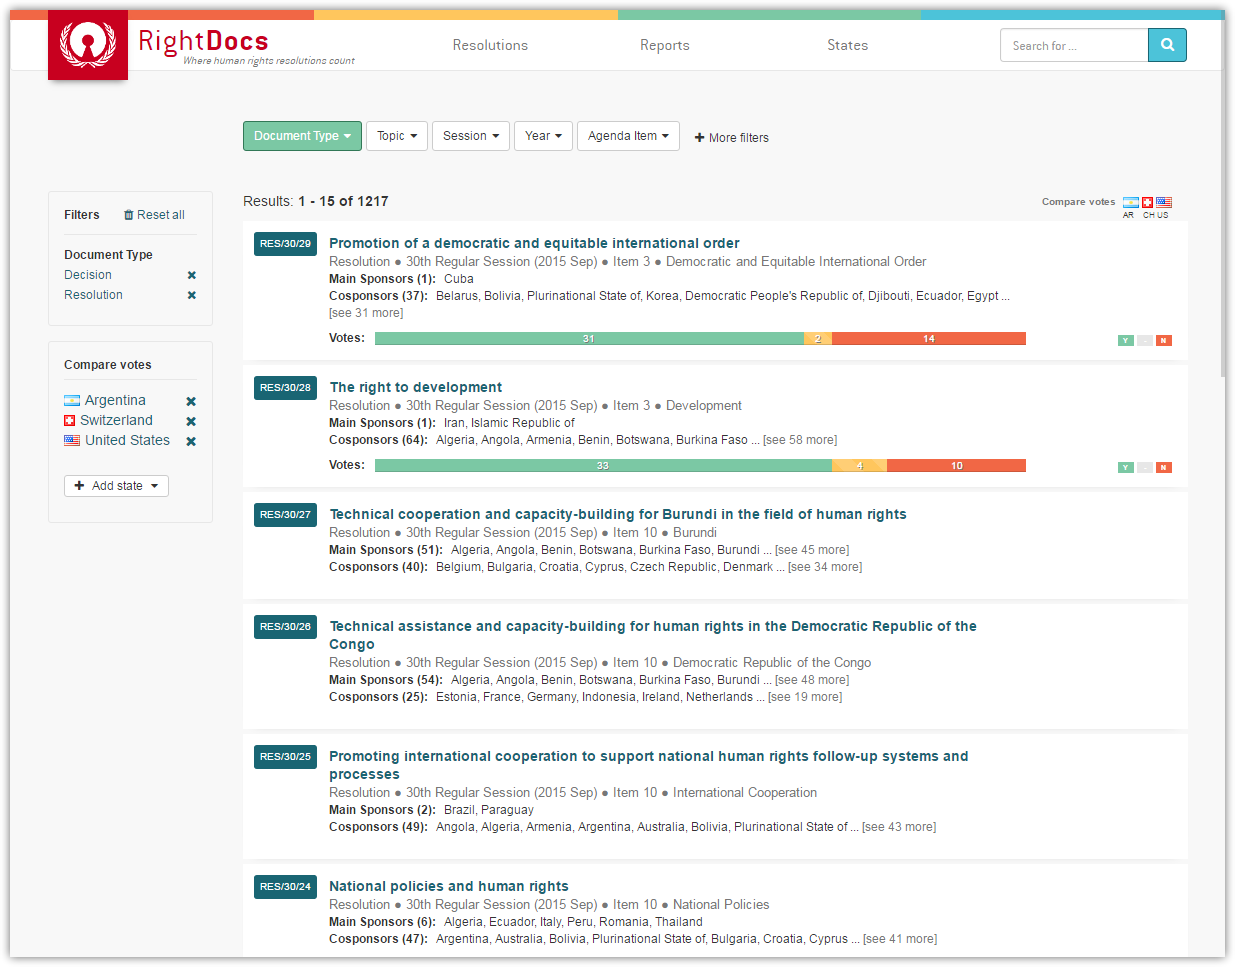 RightDocs
Where human rights resolutions count
Resolutions Reports States
Search for ...
Document Type Topic Session Year Agenda Item More filters
Filters Reset all
Document Type
Decision
Resolution
Compare votes
Argentina
Switzerland
United States
Add state
Results: 1 - 15 of 1217
Compare votes
AR CH US
RES/30/29 Promotion of a democratic and equitable international order
Resolution ● 30th Regular Session (2015 Sep) ● Item 3 ● Democratic and Equitable International Order
Main Sponsors (1): Cuba
Cosponsors (37): Belarus, Bolivia, Plurinational State of, Korea, Democratic People's Republic of, Djibouti, Ecuador, Egypt ...
[see 31 more]
Votes: 31 2 14 Y - N
RES/30/28 The right to development
Resolution ● 30th Regular Session (2015 Sep) ● Item 3 ● Development
Main Sponsors (1): Iran, Islamic Republic of
Cosponsors (64): Algeria, Angola, Armenia, Benin, Botswana, Burkina Faso ... [see 58 more]
Votes: 33 4 10 Y - N
RES/30/27 Technical cooperation and capacity-building for Burundi in the field of human rights
Resolution ● 30th Regular Session (2015 Sep) ● Item 10 ● Burundi
Main Sponsors (51): Algeria, Angola, Benin, Botswana, Burkina Faso, Burundi ... [see 45 more]
Cosponsors (40): Belgium, Bulgaria, Croatia, Cyprus, Czech Republic, Denmark ... [see 34 more]
RES/30/26 Technical assistance and capacity-building for human rights in the Democratic Republic of the
Congo
Resolution ● 30th Regular Session (2015 Sep) ● Item 10 ● Democratic Republic of the Congo
Main Sponsors (54): Algeria, Angola, Benin, Botswana, Burkina Faso, Burundi ... [see 48 more]
Cosponsors (25): Estonia, France, Germany, Indonesia, Ireland, Netherlands ... [see 19 more]
RES/30/25 Promoting international cooperation to support national human rights follow-up systems and
processes
Resolution ● 30th Regular Session (2015 Sep) ● Item 10 ● International Cooperation
Main Sponsors (2): Brazil, Paraguay
Cosponsors (49): Angola, Algeria, Armenia, Argentina, Australia, Bolivia, Plurinational State of ... [see 43 more]
RES/30/24 National policies and human rights
Resolution ● 30th Regular Session (2015 Sep) ● Item 10 ● National Policies
Main Sponsors (6): Algeria, Ecuador, Italy, Peru, Romania, Thailand
Cosponsors (47): Argentina, Australia, Bolivia, Plurinational State of, Bulgaria, Croatia, Cyprus ... [see 41 more]